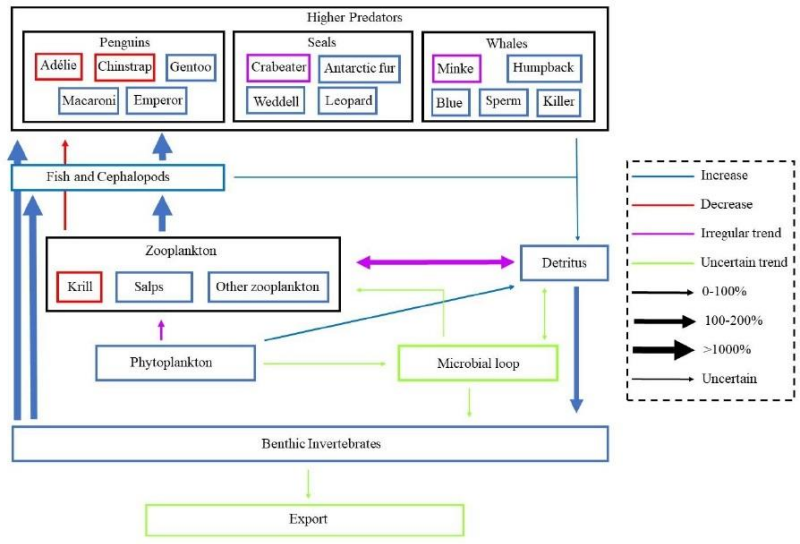 Higher Predators
Penguins
Adélie
Chinstrap
Gentoo
Macaroni
Emperor
Seals
Crabeater
Antarctic fur
Weddell
Leopard
Whales
Minke
Humpback
Blue
Sperm
Killer
Fish and Cephalopods
Zooplankton
Krill
Salps
Other zooplankton
Detritus
Phytoplankton
Microbial loop
Benthic Invertebrates
Export
Increase
Decrease
Irregular trend
Uncertain trend
0-100%
100-200%
>1000%
Uncertain